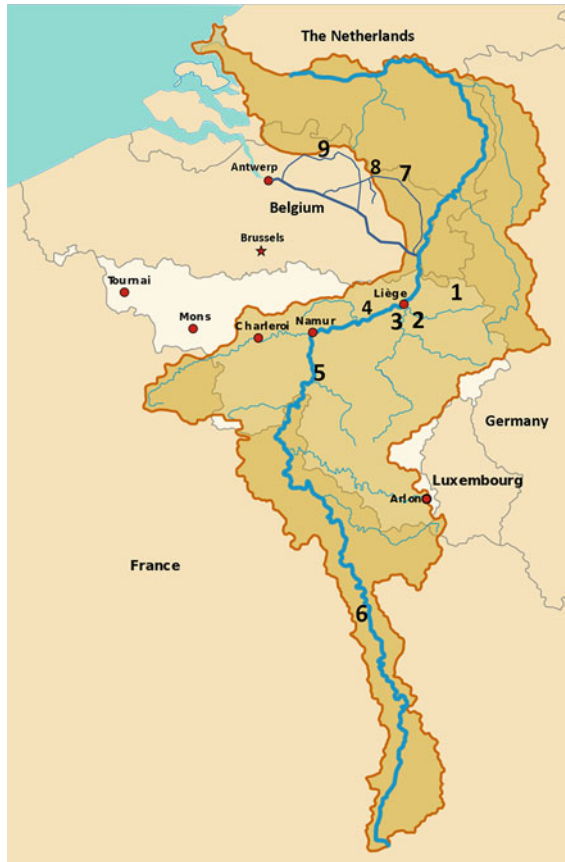 The Netherlands
9
Antwerp
8
7
Belgium
Brussels
Tournai
Liège
1
Mons
Charleroi
Namur
4
3
2
5
Germany
Luxembourg
Arlon
France
6